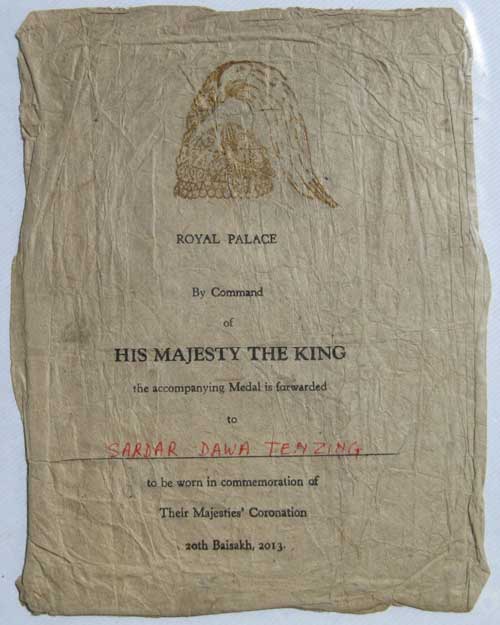 ROYAL PALACE
By Command
of
HIS MAJESTY THE KING
the accompanying Medal is forwarded
to
SARDAR DAWA TENZING
to be worn in commemoration of
Their Majesties' Coronation
20th Baisakh, 2013.